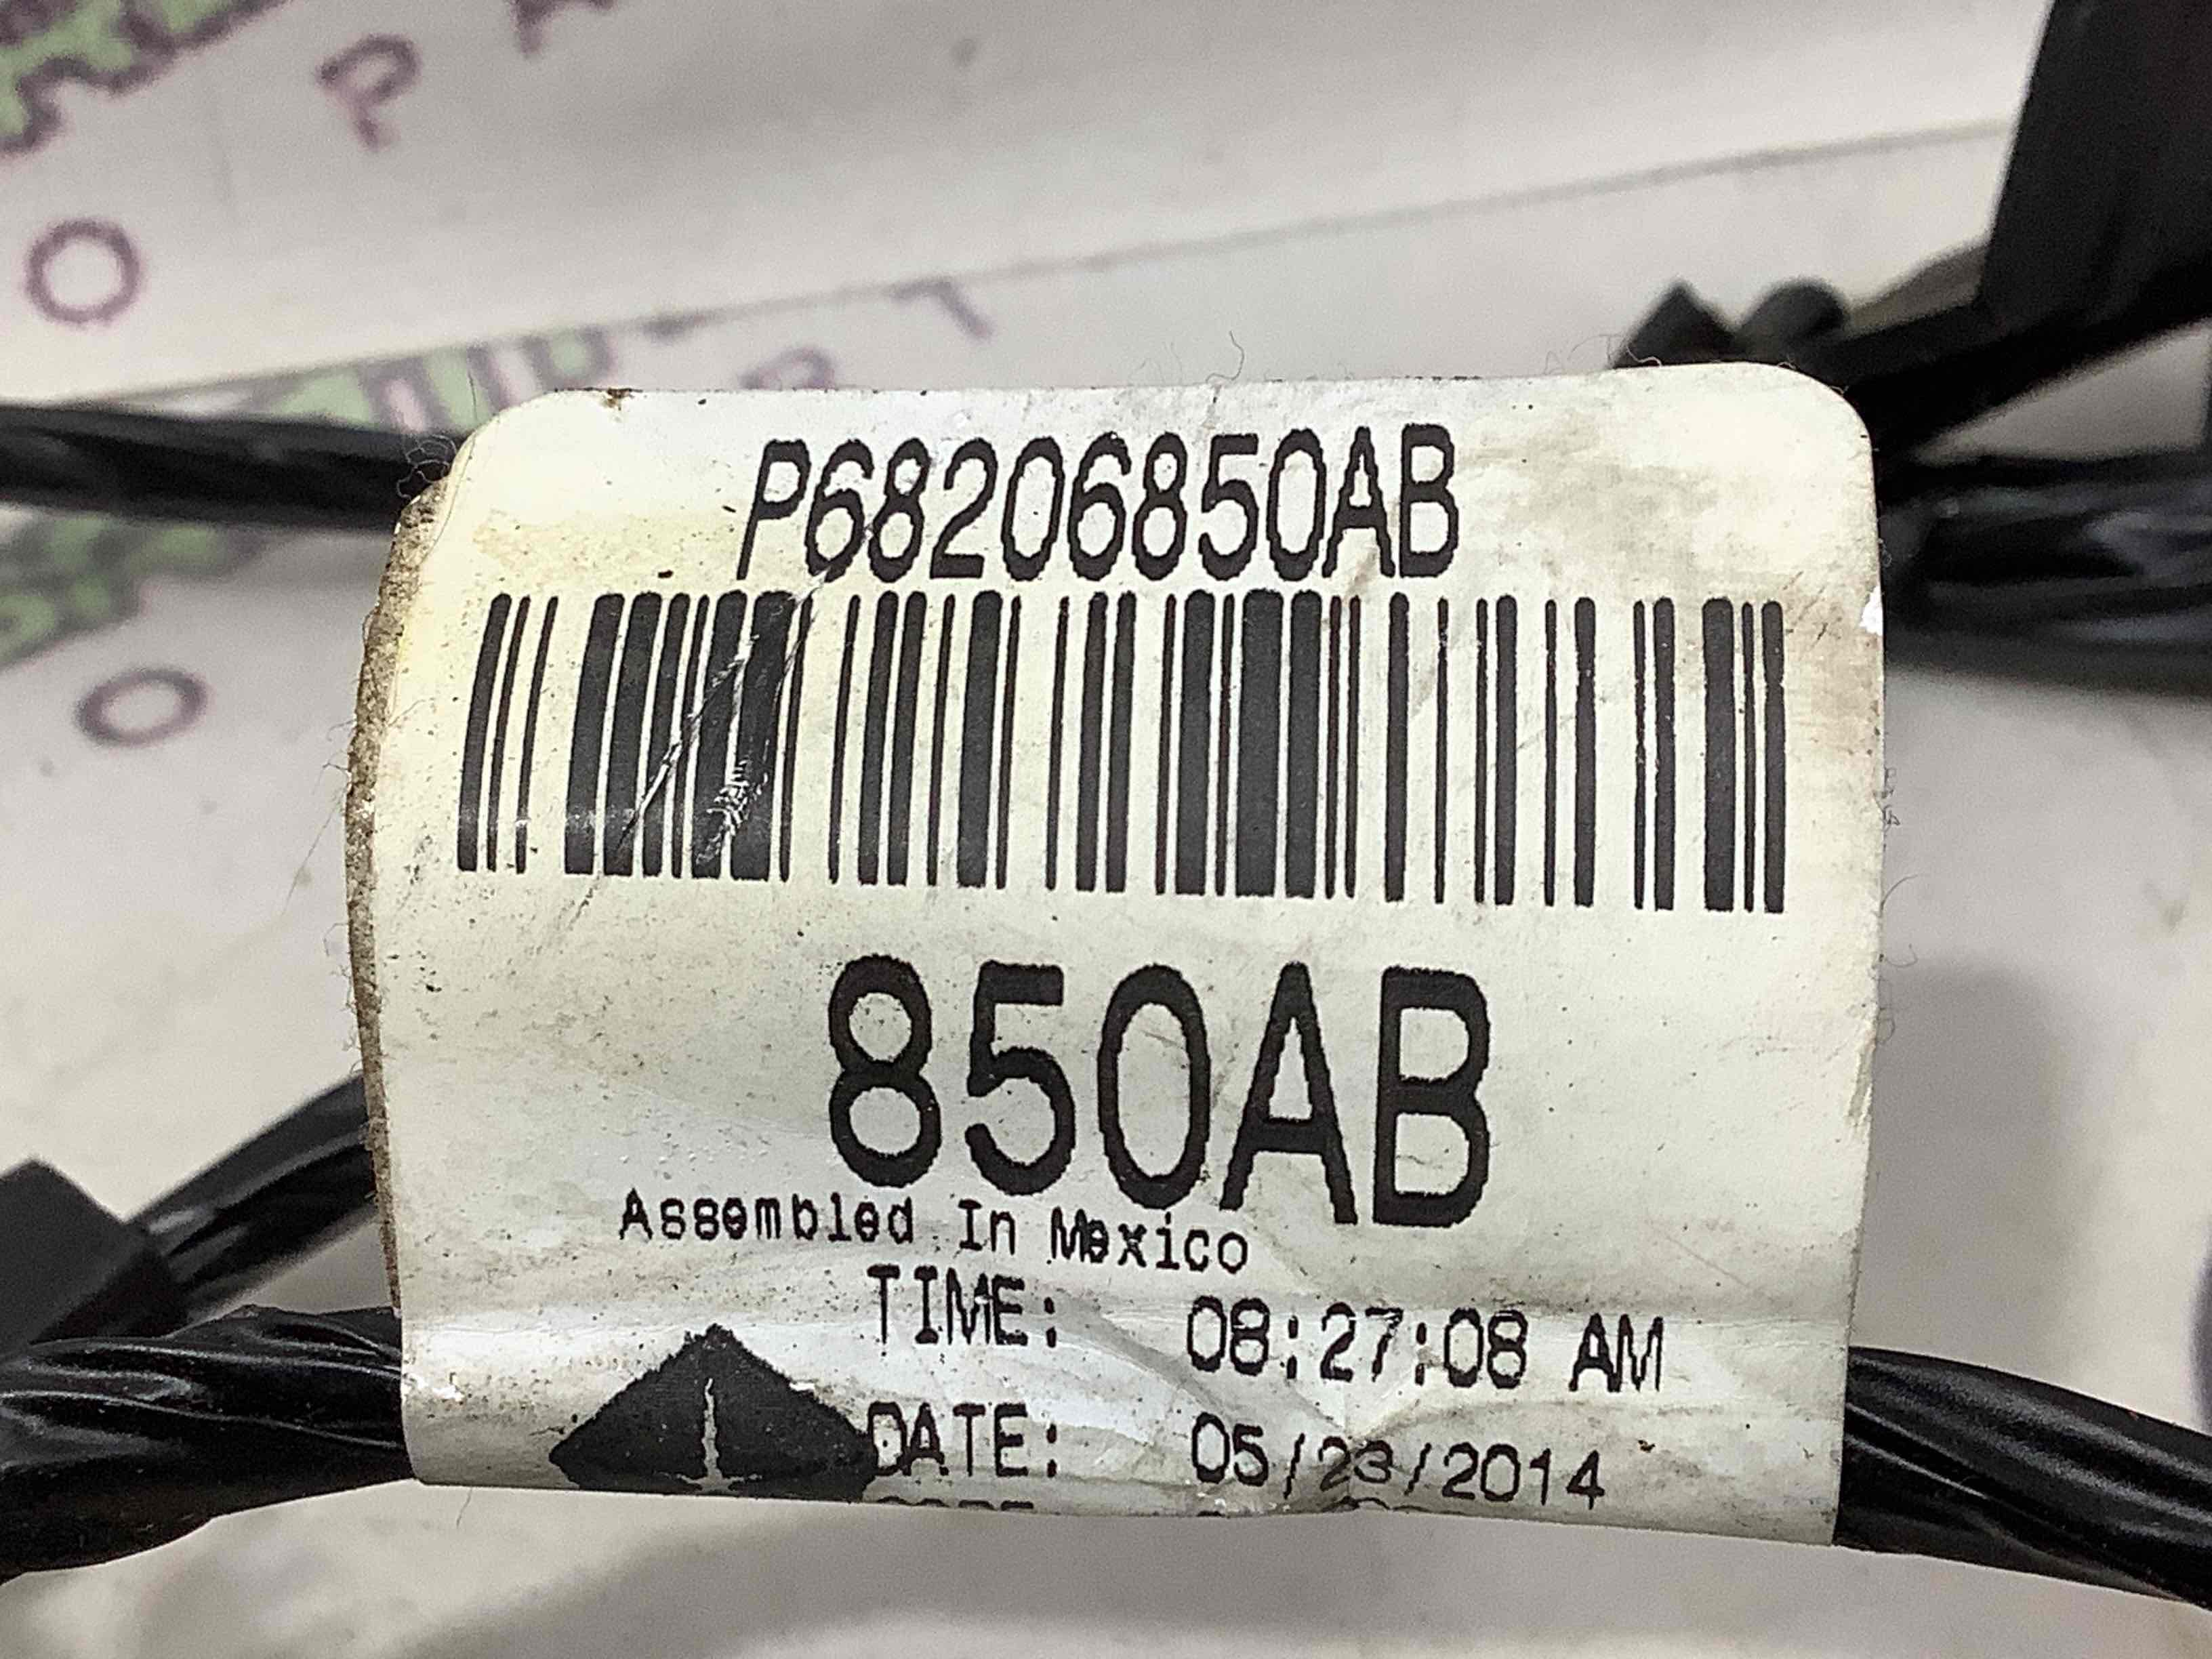 P68206850AB
850AB
Assembled In Mexico
TIME: 08:27:08 AM
DATE: 05/23/2014